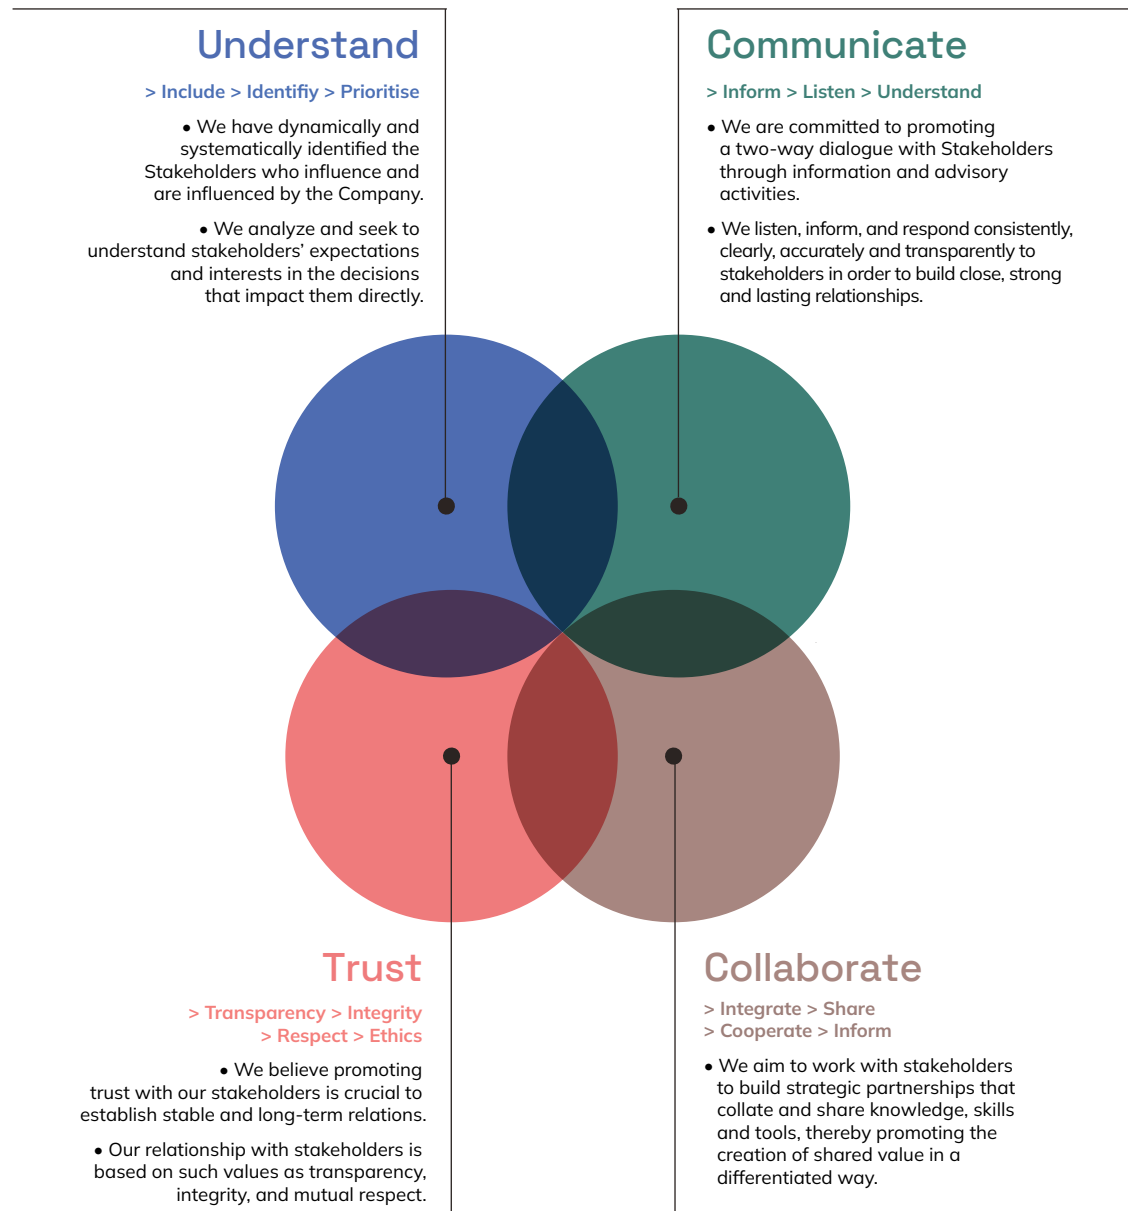 Understand
> Include > Identifiy > Prioritise
• We have dynamically and
systematically identified the
Stakeholders who influence and
are influenced by the Company.
• We analyze and seek to
understand stakeholders’ expectations
and interests in the decisions
that impact them directly.
Communicate
> Inform > Listen > Understand
• We are committed to promoting
a two-way dialogue with Stakeholders
through information and advisory
activities.
• We listen, inform, and respond consistently,
clearly, accurately and transparently to
stakeholders in order to build close, strong
and lasting relationships.
Trust
> Transparency > Integrity
> Respect > Ethics
• We believe promoting
trust with our stakeholders is crucial to
establish stable and long-term relations.
• Our relationship with stakeholders is
based on such values as transparency,
integrity, and mutual respect.
Collaborate
> Integrate > Share
> Cooperate > Inform
• We aim to work with stakeholders
to build strategic partnerships that
collate and share knowledge, skills
and tools, thereby promoting the
creation of shared value in a
differentiated way.